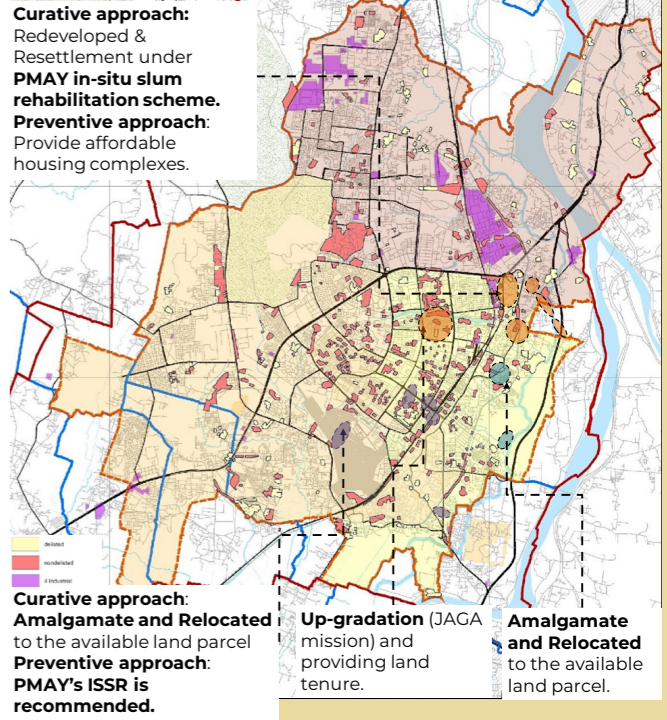 Curative approach:
Redeveloped &
Resettlement under
PMAY in-situ slum
rehabilitation scheme.
Preventive approach:
Provide affordable
housing complexes.
delisted
nondelisted
4 Industrial
Curative approach:
Amalgamate and Relocated
to the available land parcel
Preventive approach:
PMAY's ISSR is
recommended.
Up-gradation (JAGA
mission) and
providing land
tenure.
Amalgamate
and Relocated
to the available
land parcel.